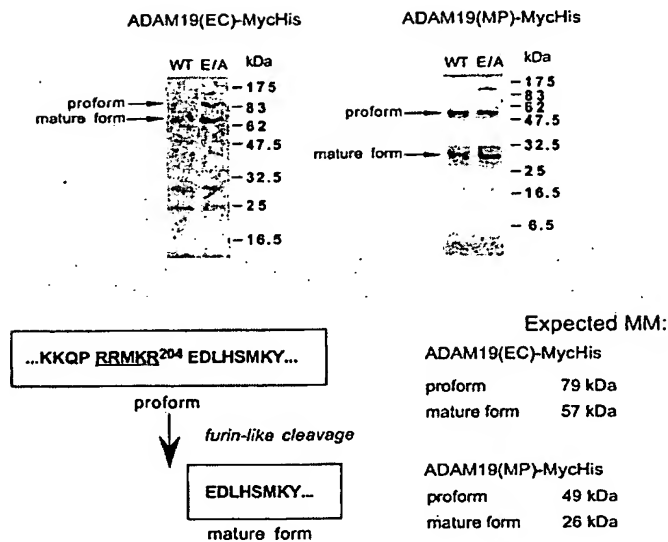 ADAM19(EC)-MycHis
WT E/A kDa
proform
mature form
175
83
62
47.5
32.5
25
16.5
ADAM19(MP)-MycHis
WT E/A kDa
proform
mature form
175
83
62
47.5
32.5
25
16.5
6.5
...KKQP RRMKR204 EDLHSMKY...
proform
furin-like cleavage
EDLHSMKY...
mature form
Expected MM:
ADAM19(EC)-MycHis
proform 79 kDa
mature form 57 kDa
ADAM19(MP)-MycHis
proform 49 kDa
mature form 26 kDa